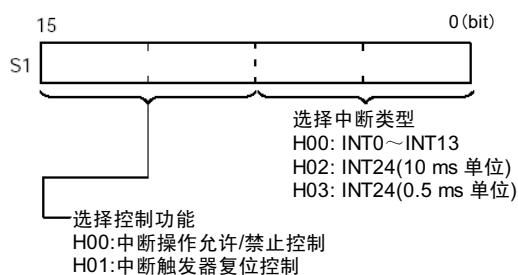 15
0(bit)
S1
选择中断类型
H00: INT0～INT13
H02: INT24(10 ms 单位)
H03: INT24(0.5 ms 单位)
选择控制功能
H00:中断操作允许/禁止控制
H01:中断触发器复位控制